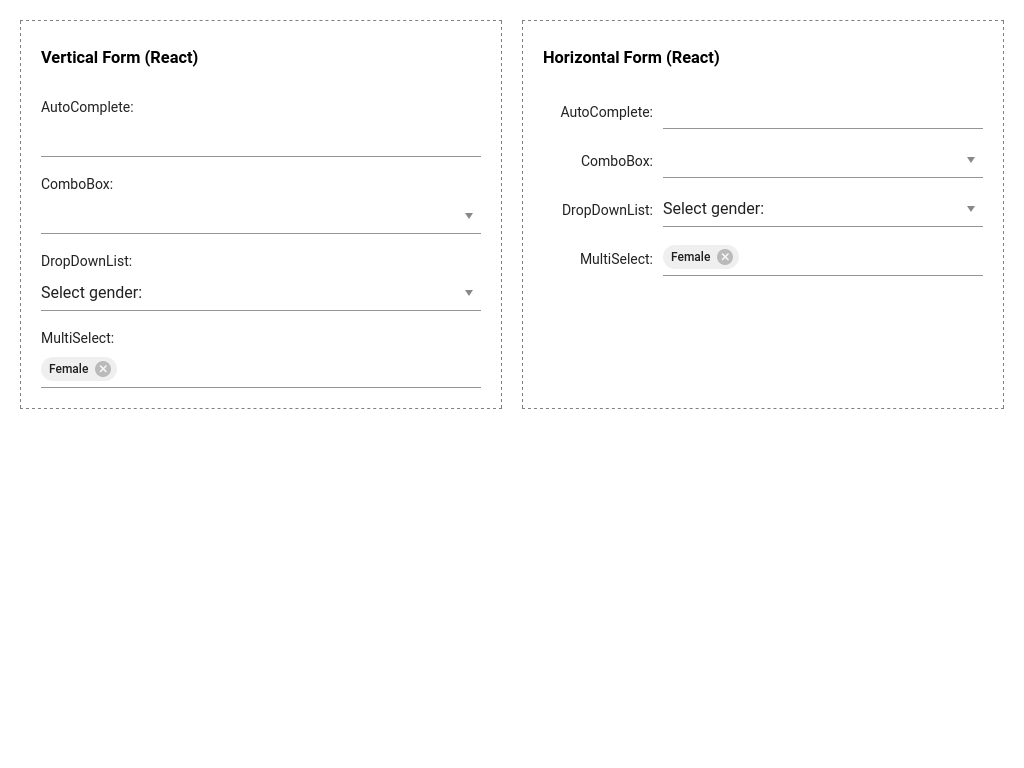 Vertical Form (React)
AutoComplete:
ComboBox:
DropDownList:
Select gender:
MultiSelect:
Female
Horizontal Form (React)
AutoComplete:
ComboBox:
DropDownList: Select gender:
MultiSelect: Female